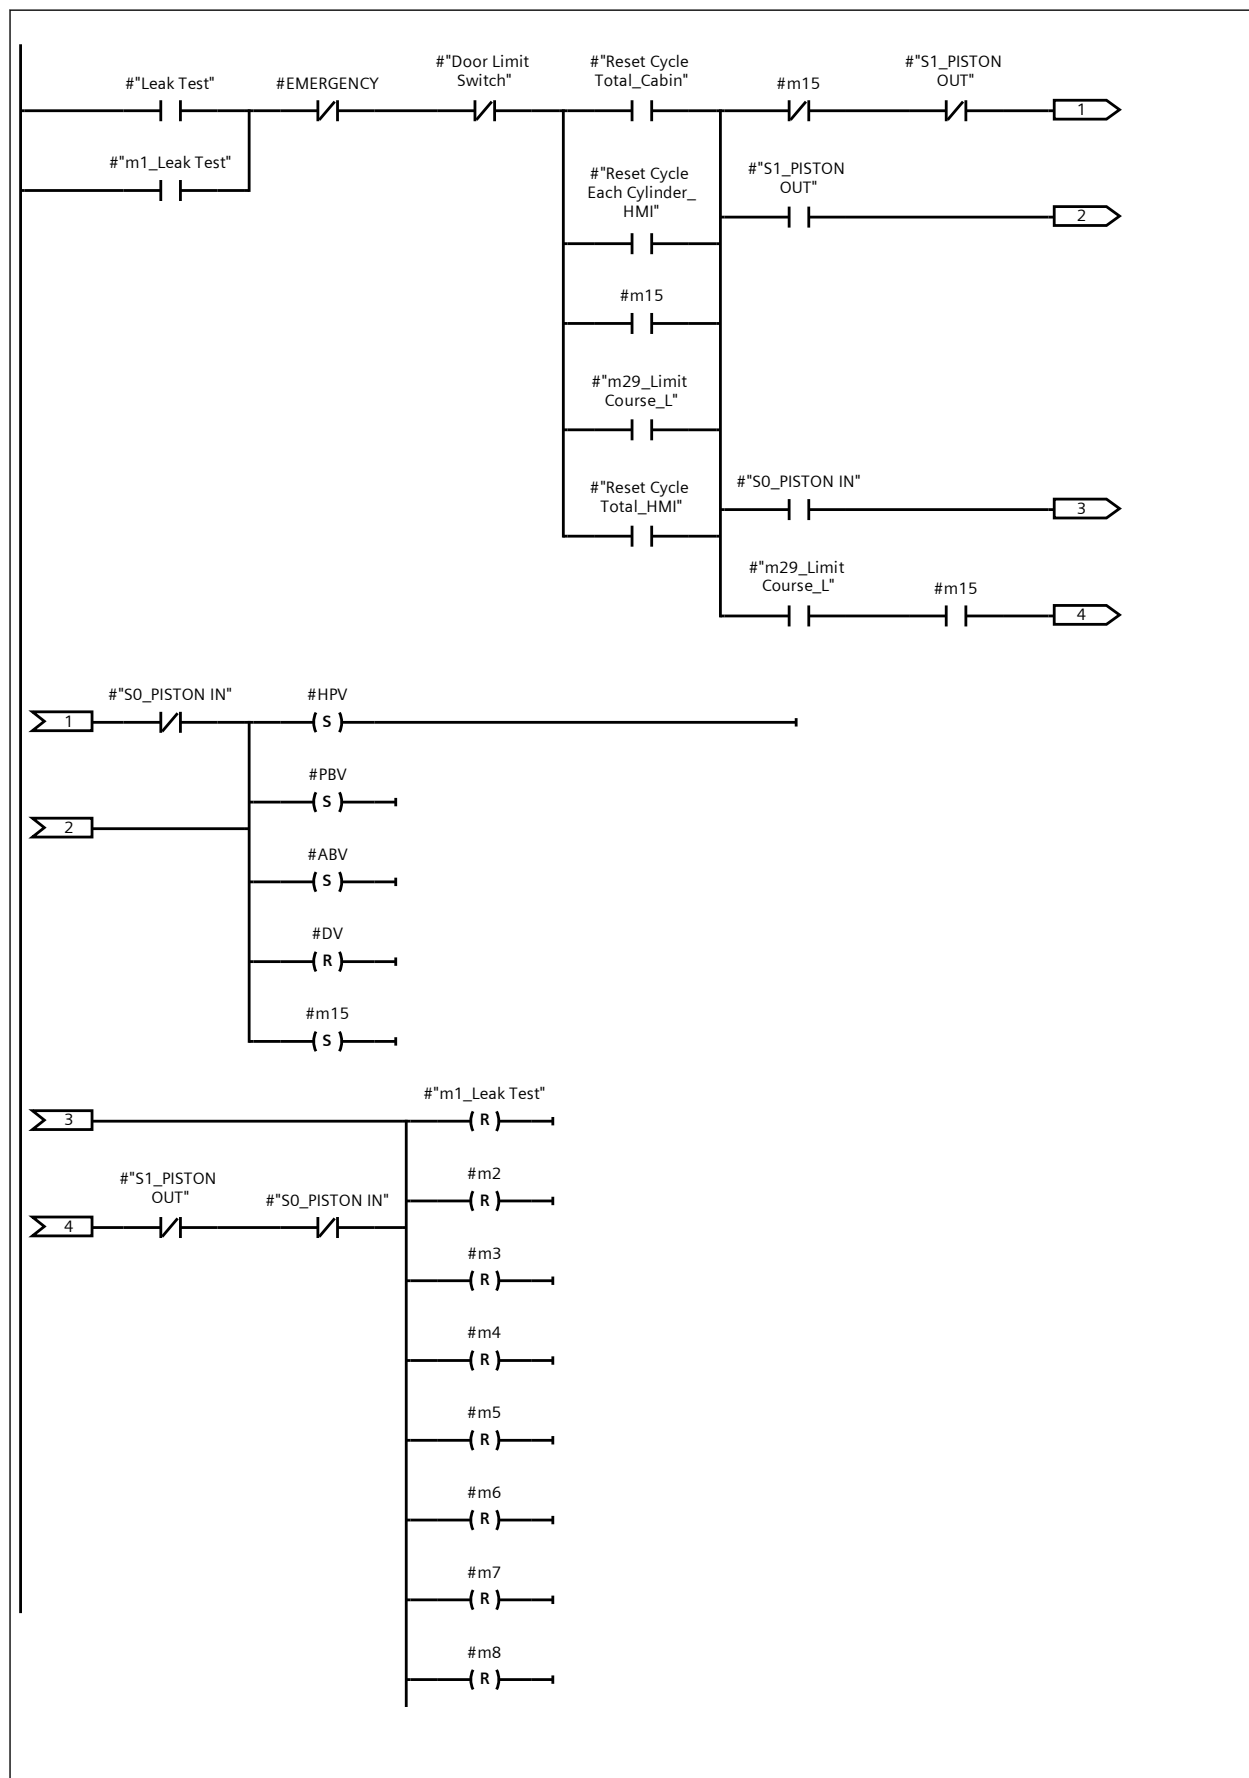 #"Leak Test"
#EMERGENCY
#"Door Limit
Switch"
#"Reset Cycle
Total_Cabin"
#m15
#"S1_PISTON
OUT"
1
#"m1_Leak Test"
#"Reset Cycle
Each Cylinder_
HMI"
#"S1_PISTON
OUT"
2
#m15
#"m29_Limit
Course_L"
#"Reset Cycle
Total_HMI"
#"S0_PISTON IN"
3
#"m29_Limit
Course_L"
#m15
4
1
#"S0_PISTON IN"
#HPV
S
#PBV
S
2
#ABV
S
#DV
R
#m15
S
3
#"m1_Leak Test"
R
#m2
R
4
#"S1_PISTON
OUT"
#"S0_PISTON IN"
#m3
R
#m4
R
#m5
R
#m6
R
#m7
R
#m8
R